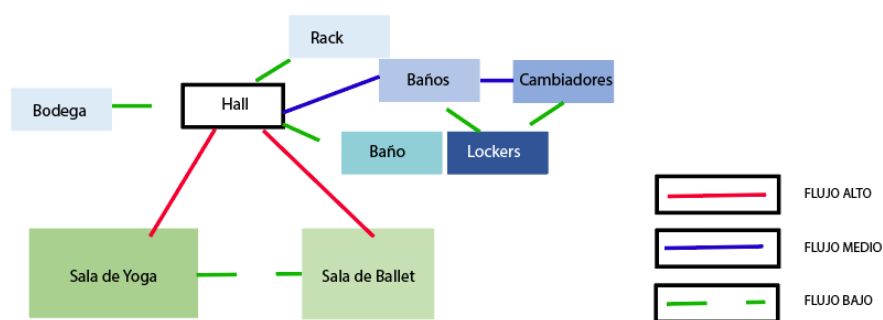 Rack
Baños
Cambiadores
Bodega
Hall
Baño
Lockers
FLUJO ALTO
FLUJO MEDIO
Sala de Yoga
Sala de Ballet
FLUJO BAJO